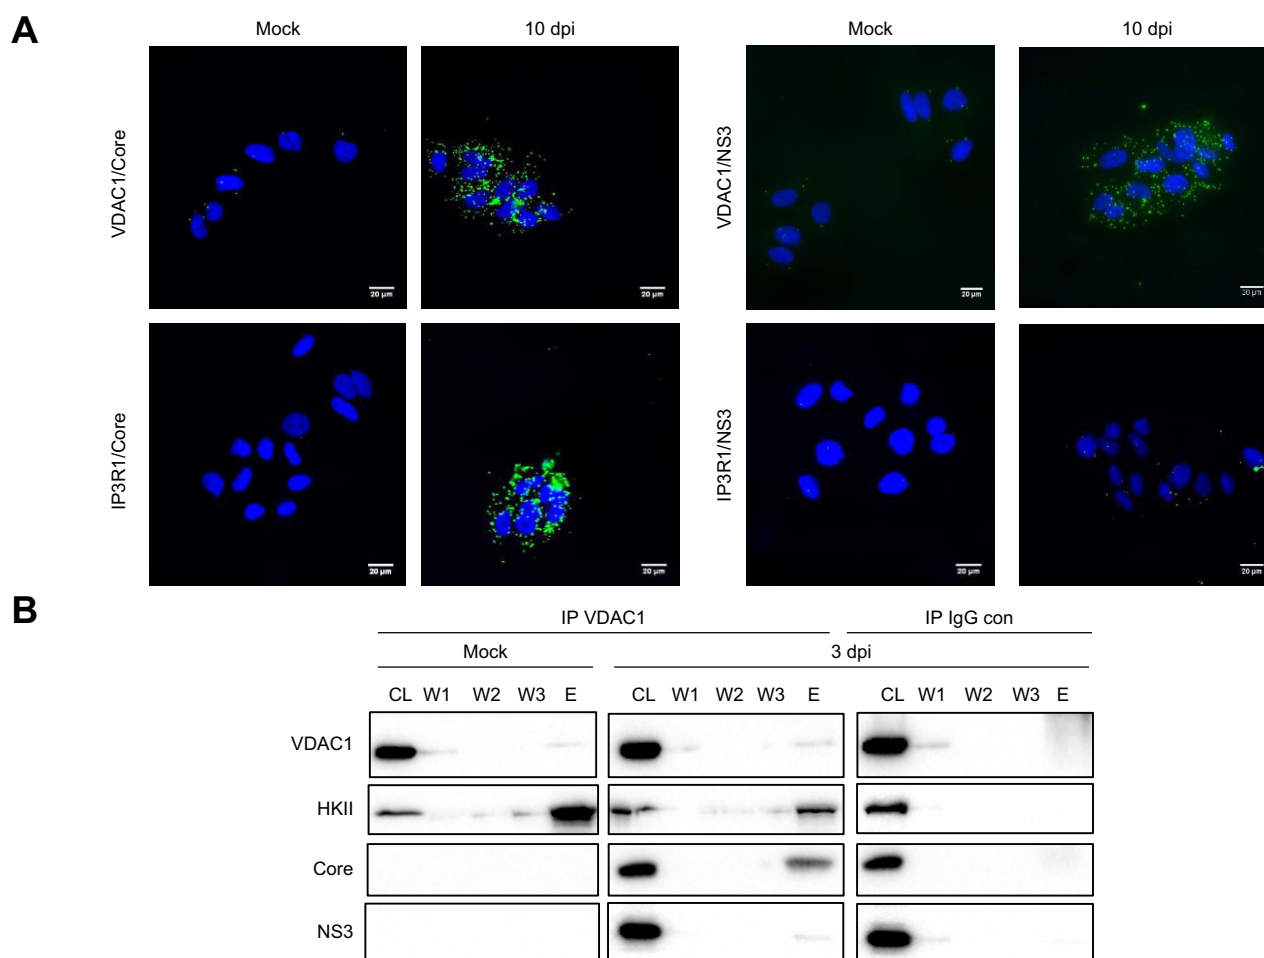 A
Mock 10 dpi Mock 10 dpi
VDAC1/Core
VDAC1/NS3
20 µm 20 µm 20 µm 20 µm
IP3R1/Core
IP3R1/NS3
20 µm 20 µm 20 µm 20 µm
B
IP VDAC1 IP IgG con
Mock 3 dpi
CL W1 W2 W3 E CL W1 W2 W3 E CL W1 W2 W3 E
VDAC1
HKII
Core
NS3